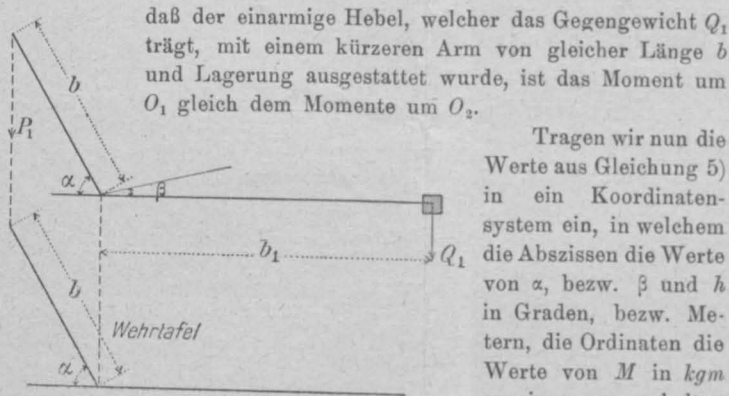 daß der einarmige Hebel, welcher das Gegengewicht Q₁
trägt, mit einem kürzeren Arm von gleicher Länge b
und Lagerung ausgestattet wurde, ist das Moment um
O₁ gleich dem Momente um O₂.
Tragen wir nun die
Werte aus Gleichung 5)
in ein Koordinaten-
system ein, in welchem
die Abszissen die Werte
von α, bezw. β und h
in Graden, bezw. Me-
tern, die Ordinaten die
Werte von M in kgm
b
P₁
α
β
b₁
Q₁
b
Wehrtafel
α